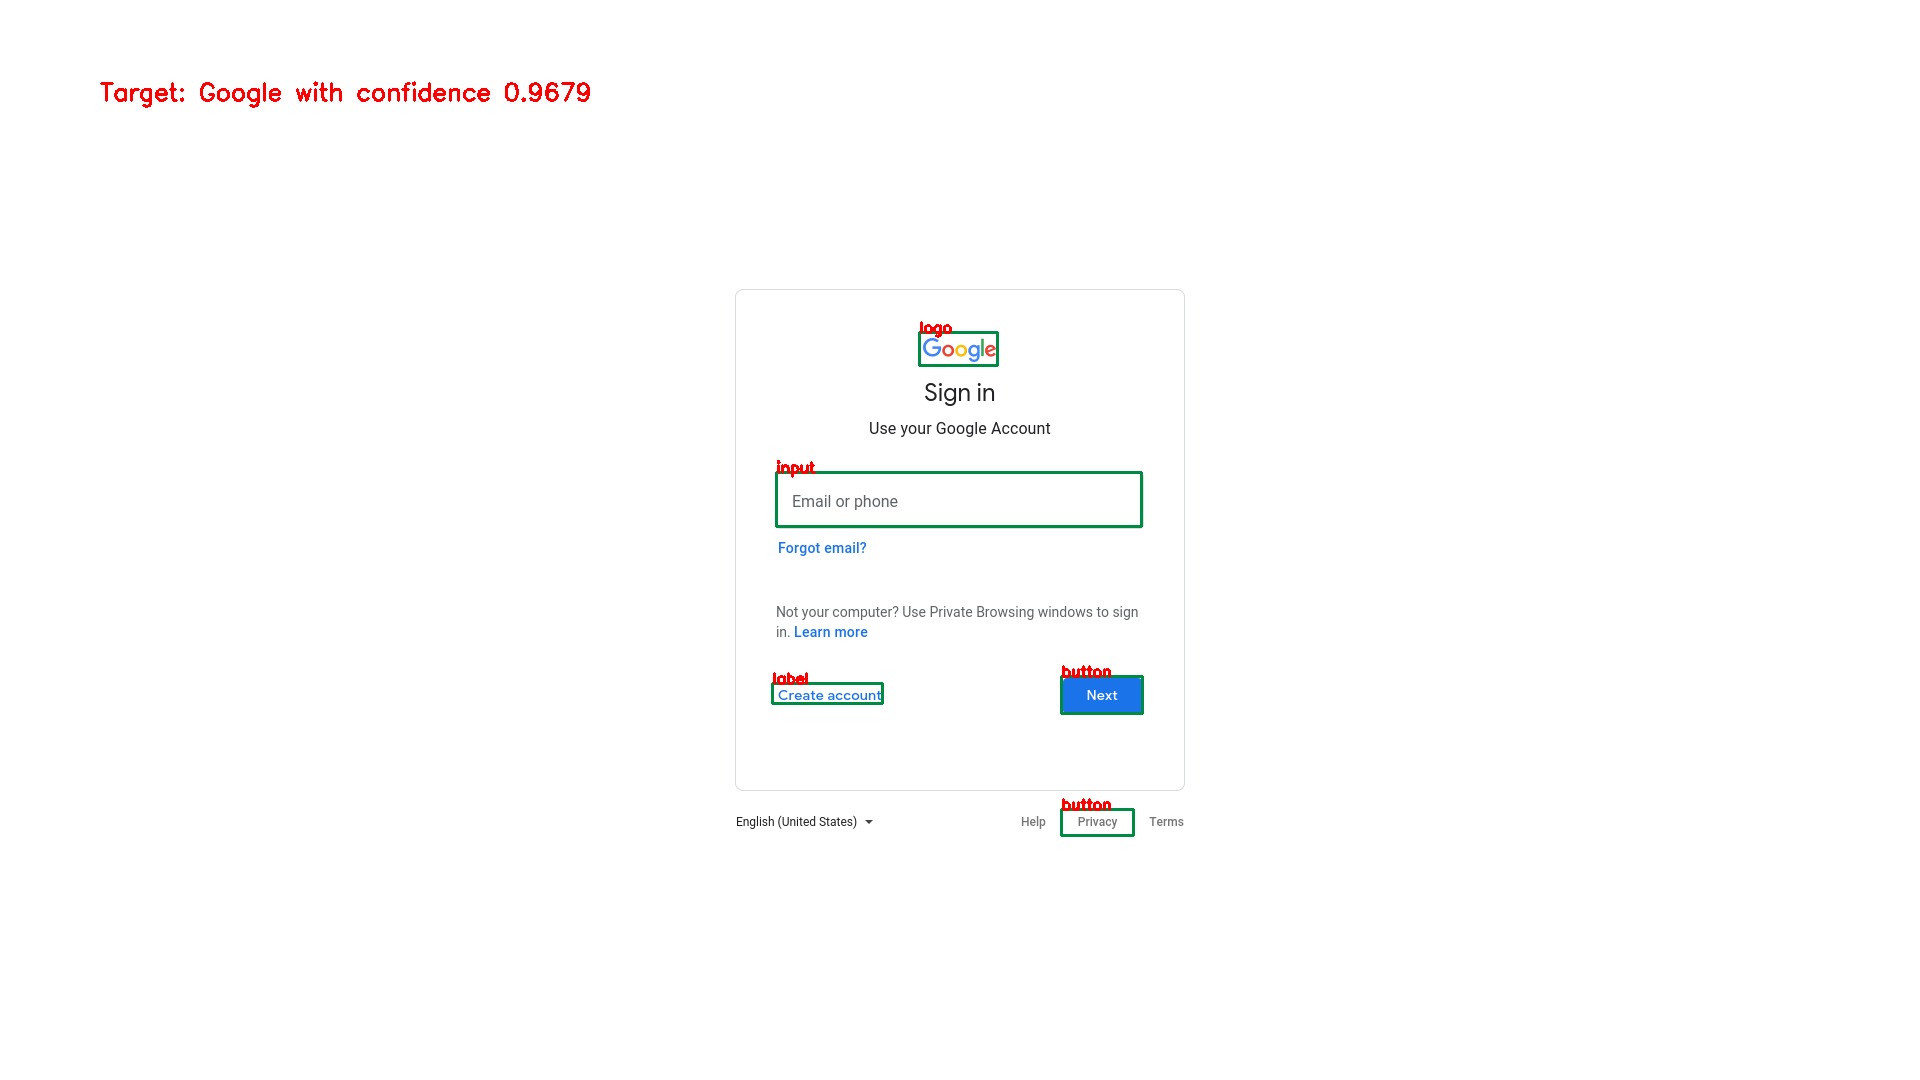 Target: Google with confidence 0.9679
logo
Google
Sign in
Use your Google Account
input
Email or phone
Forgot email?
Not your computer? Use Private Browsing windows to sign
in. Learn more
label
Create account
button
Next
button
English (United States) Help Privacy Terms